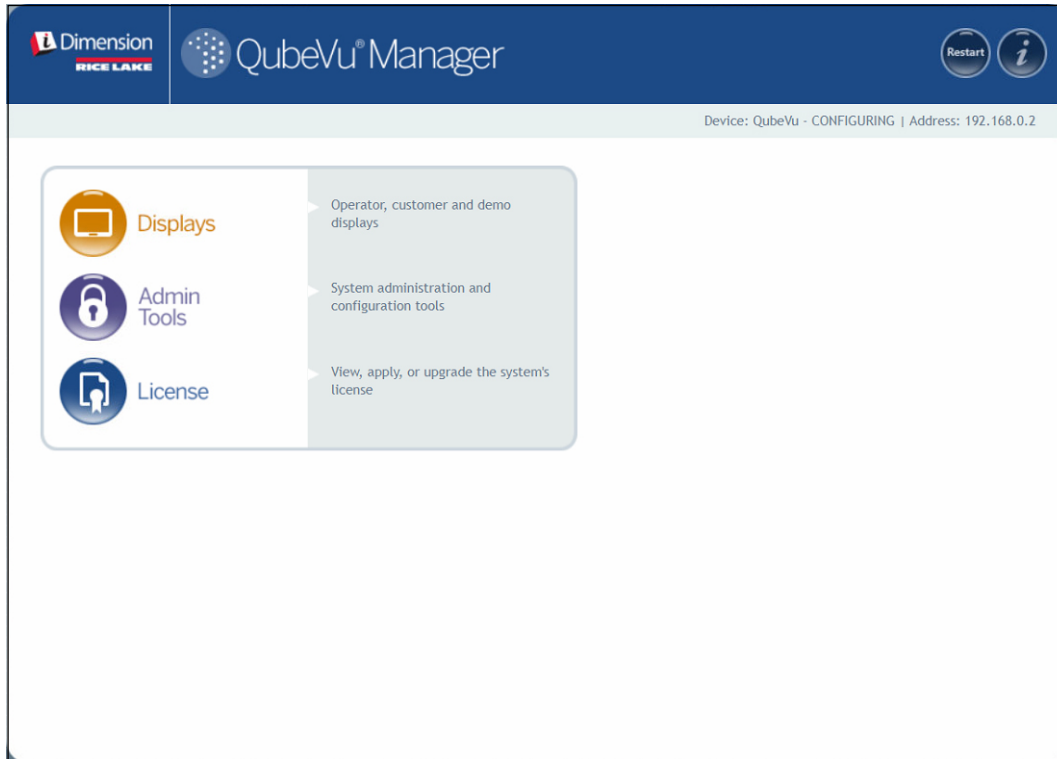 i Dimension
RICE LAKE
QubeVu® Manager
Restart
i
Device: QubeVu - CONFIGURING | Address: 192.168.0.2
Displays
Operator, customer and demo
displays
Admin
Tools
System administration and
configuration tools
License
View, apply, or upgrade the system's
license